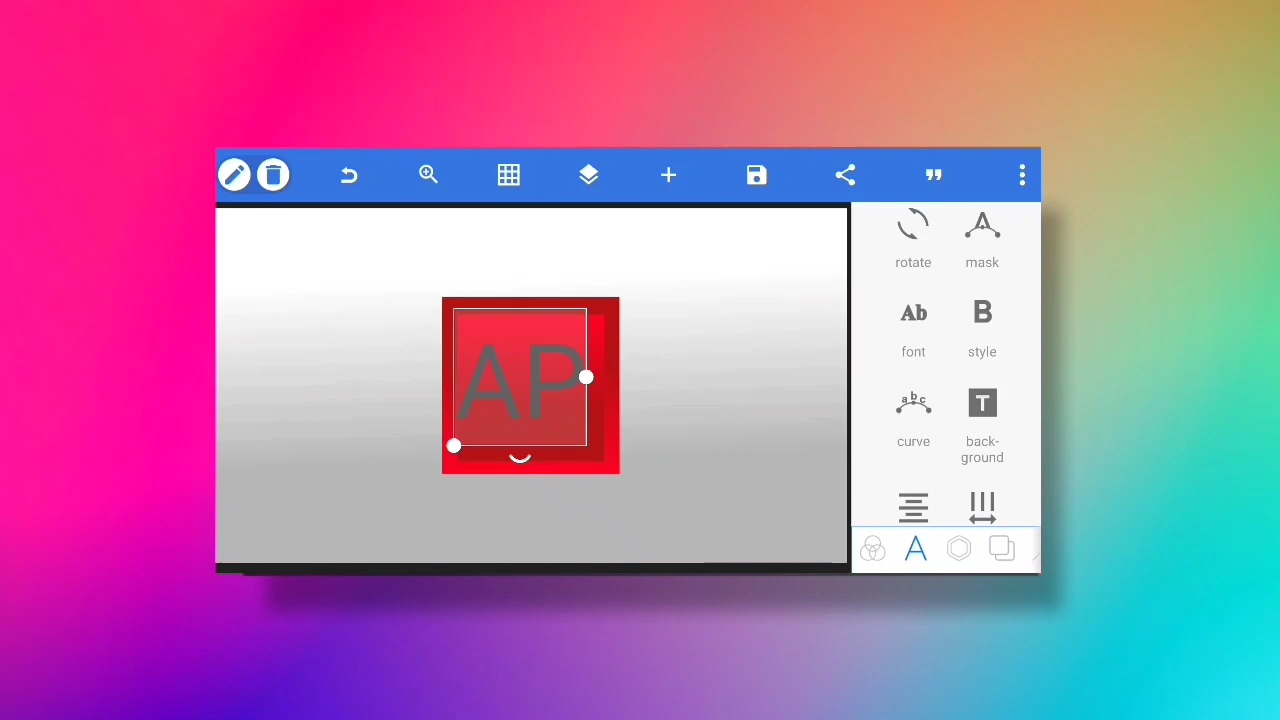 rotate mask
AP
Ab B
font style
abc T
curve back-
ground
A